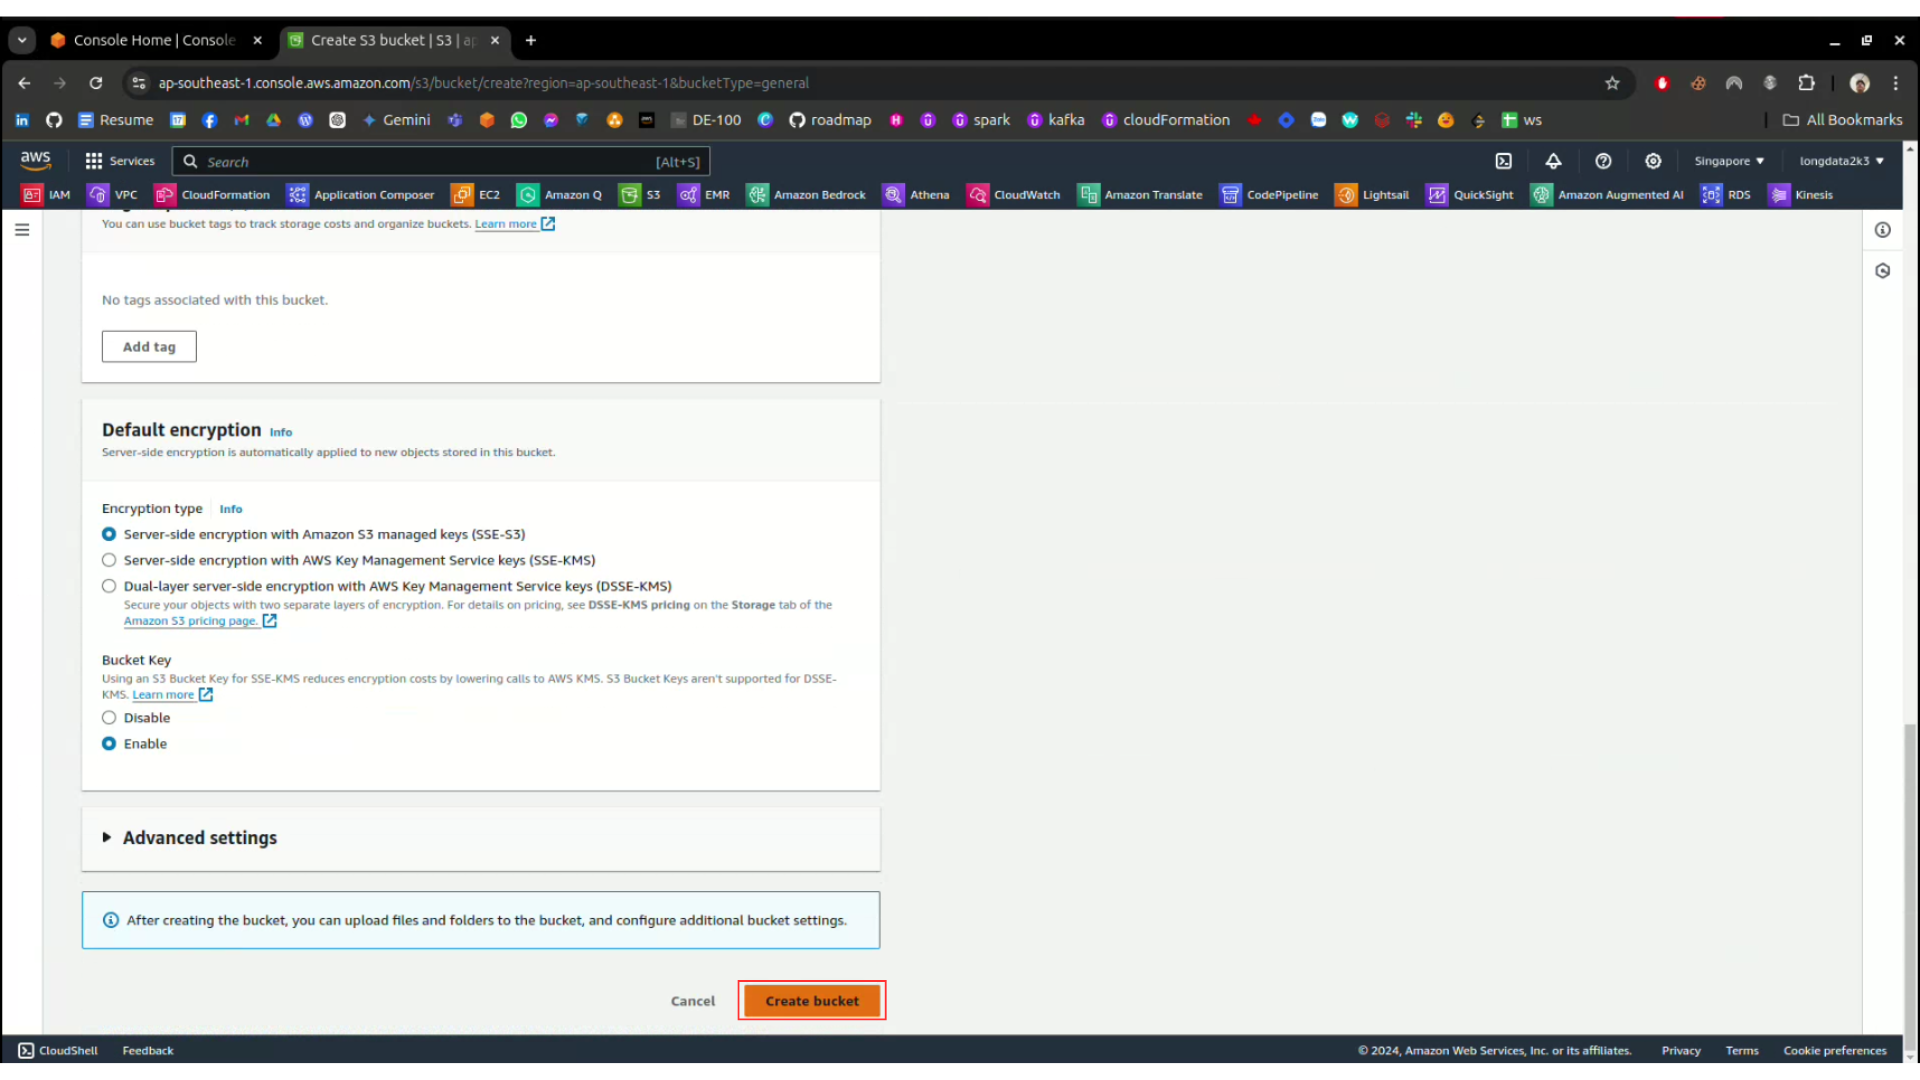 Console Home | Console
Create S3 bucket | S3 | ap
ap-southeast-1.console.aws.amazon.com/s3/bucket/create?region=ap-southeast-1&bucketType=general
Resume
Gemini
DE-100
roadmap
spark
kafka
cloudFormation
ws
All Bookmarks
aws
Services
Search
[Alt+S]
Singapore
longdata2k3
IAM
VPC
CloudFormation
Application Composer
EC2
Amazon Q
S3
EMR
Amazon Bedrock
Athena
CloudWatch
Amazon Translate
CodePipeline
Lightsail
QuickSight
Amazon Augmented AI
RDS
Kinesis
You can use bucket tags to track storage costs and organize buckets. Learn more
No tags associated with this bucket.
Add tag
Default encryption Info
Server-side encryption is automatically applied to new objects stored in this bucket.
Encryption type Info
Server-side encryption with Amazon S3 managed keys (SSE-S3)
Server-side encryption with AWS Key Management Service keys (SSE-KMS)
Dual-layer server-side encryption with AWS Key Management Service keys (DSSE-KMS)
Secure your objects with two separate layers of encryption. For details on pricing, see DSSE-KMS pricing on the Storage tab of the
Amazon S3 pricing page.
Bucket Key
Using an S3 Bucket Key for SSE-KMS reduces encryption costs by lowering calls to AWS KMS. S3 Bucket Keys aren't supported for DSSE-
KMS. Learn more
Disable
Enable
Advanced settings
After creating the bucket, you can upload files and folders to the bucket, and configure additional bucket settings.
Cancel
Create bucket
CloudShell
Feedback
© 2024, Amazon Web Services, Inc. or its affiliates.
Privacy
Terms
Cookie preferences